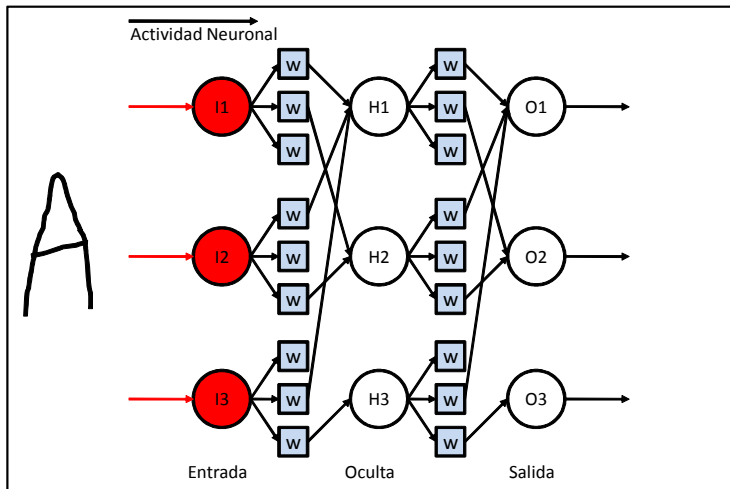 Actividad Neuronal
w w
I1 w H1 w O1
w w
w w
I2 w H2 w O2
w w
A
w w
I3 w H3 w O3
w w
Entrada Oculta Salida